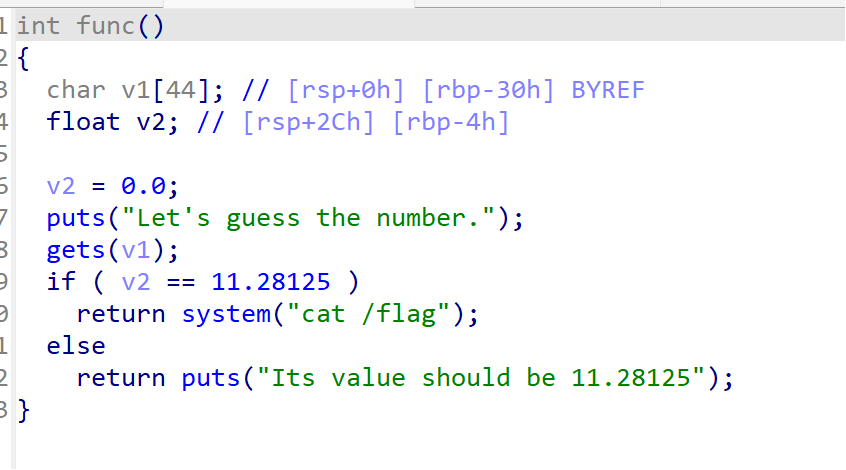 1 int func()
2 {
3   char v1[44]; // [rsp+0h] [rbp-30h] BYREF
4   float v2; // [rsp+2Ch] [rbp-4h]
5
6   v2 = 0.0;
7   puts("Let's guess the number.");
8   gets(v1);
9   if ( v2 == 11.28125 )
0     return system("cat /flag");
1   else
2     return puts("Its value should be 11.28125");
3 }